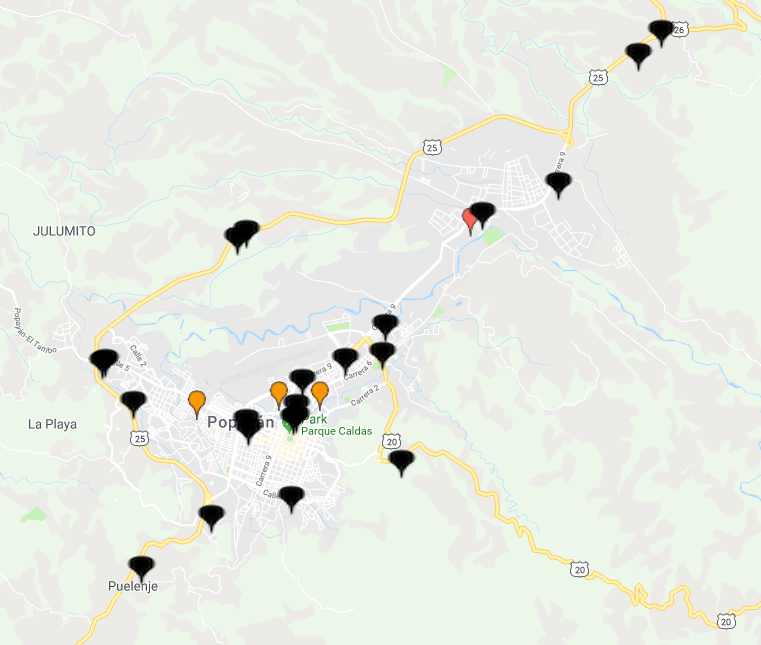 26
25
25
Carrera 9
JULUMITO
Popayán-El Tambo
Calle 2
Calle 5
Carrera 9
Carrera 6
Carrera 2
La Playa
Popayán
Park
Parque Caldas
25
20
Carrera 9
Calle
Puelenje
20
20